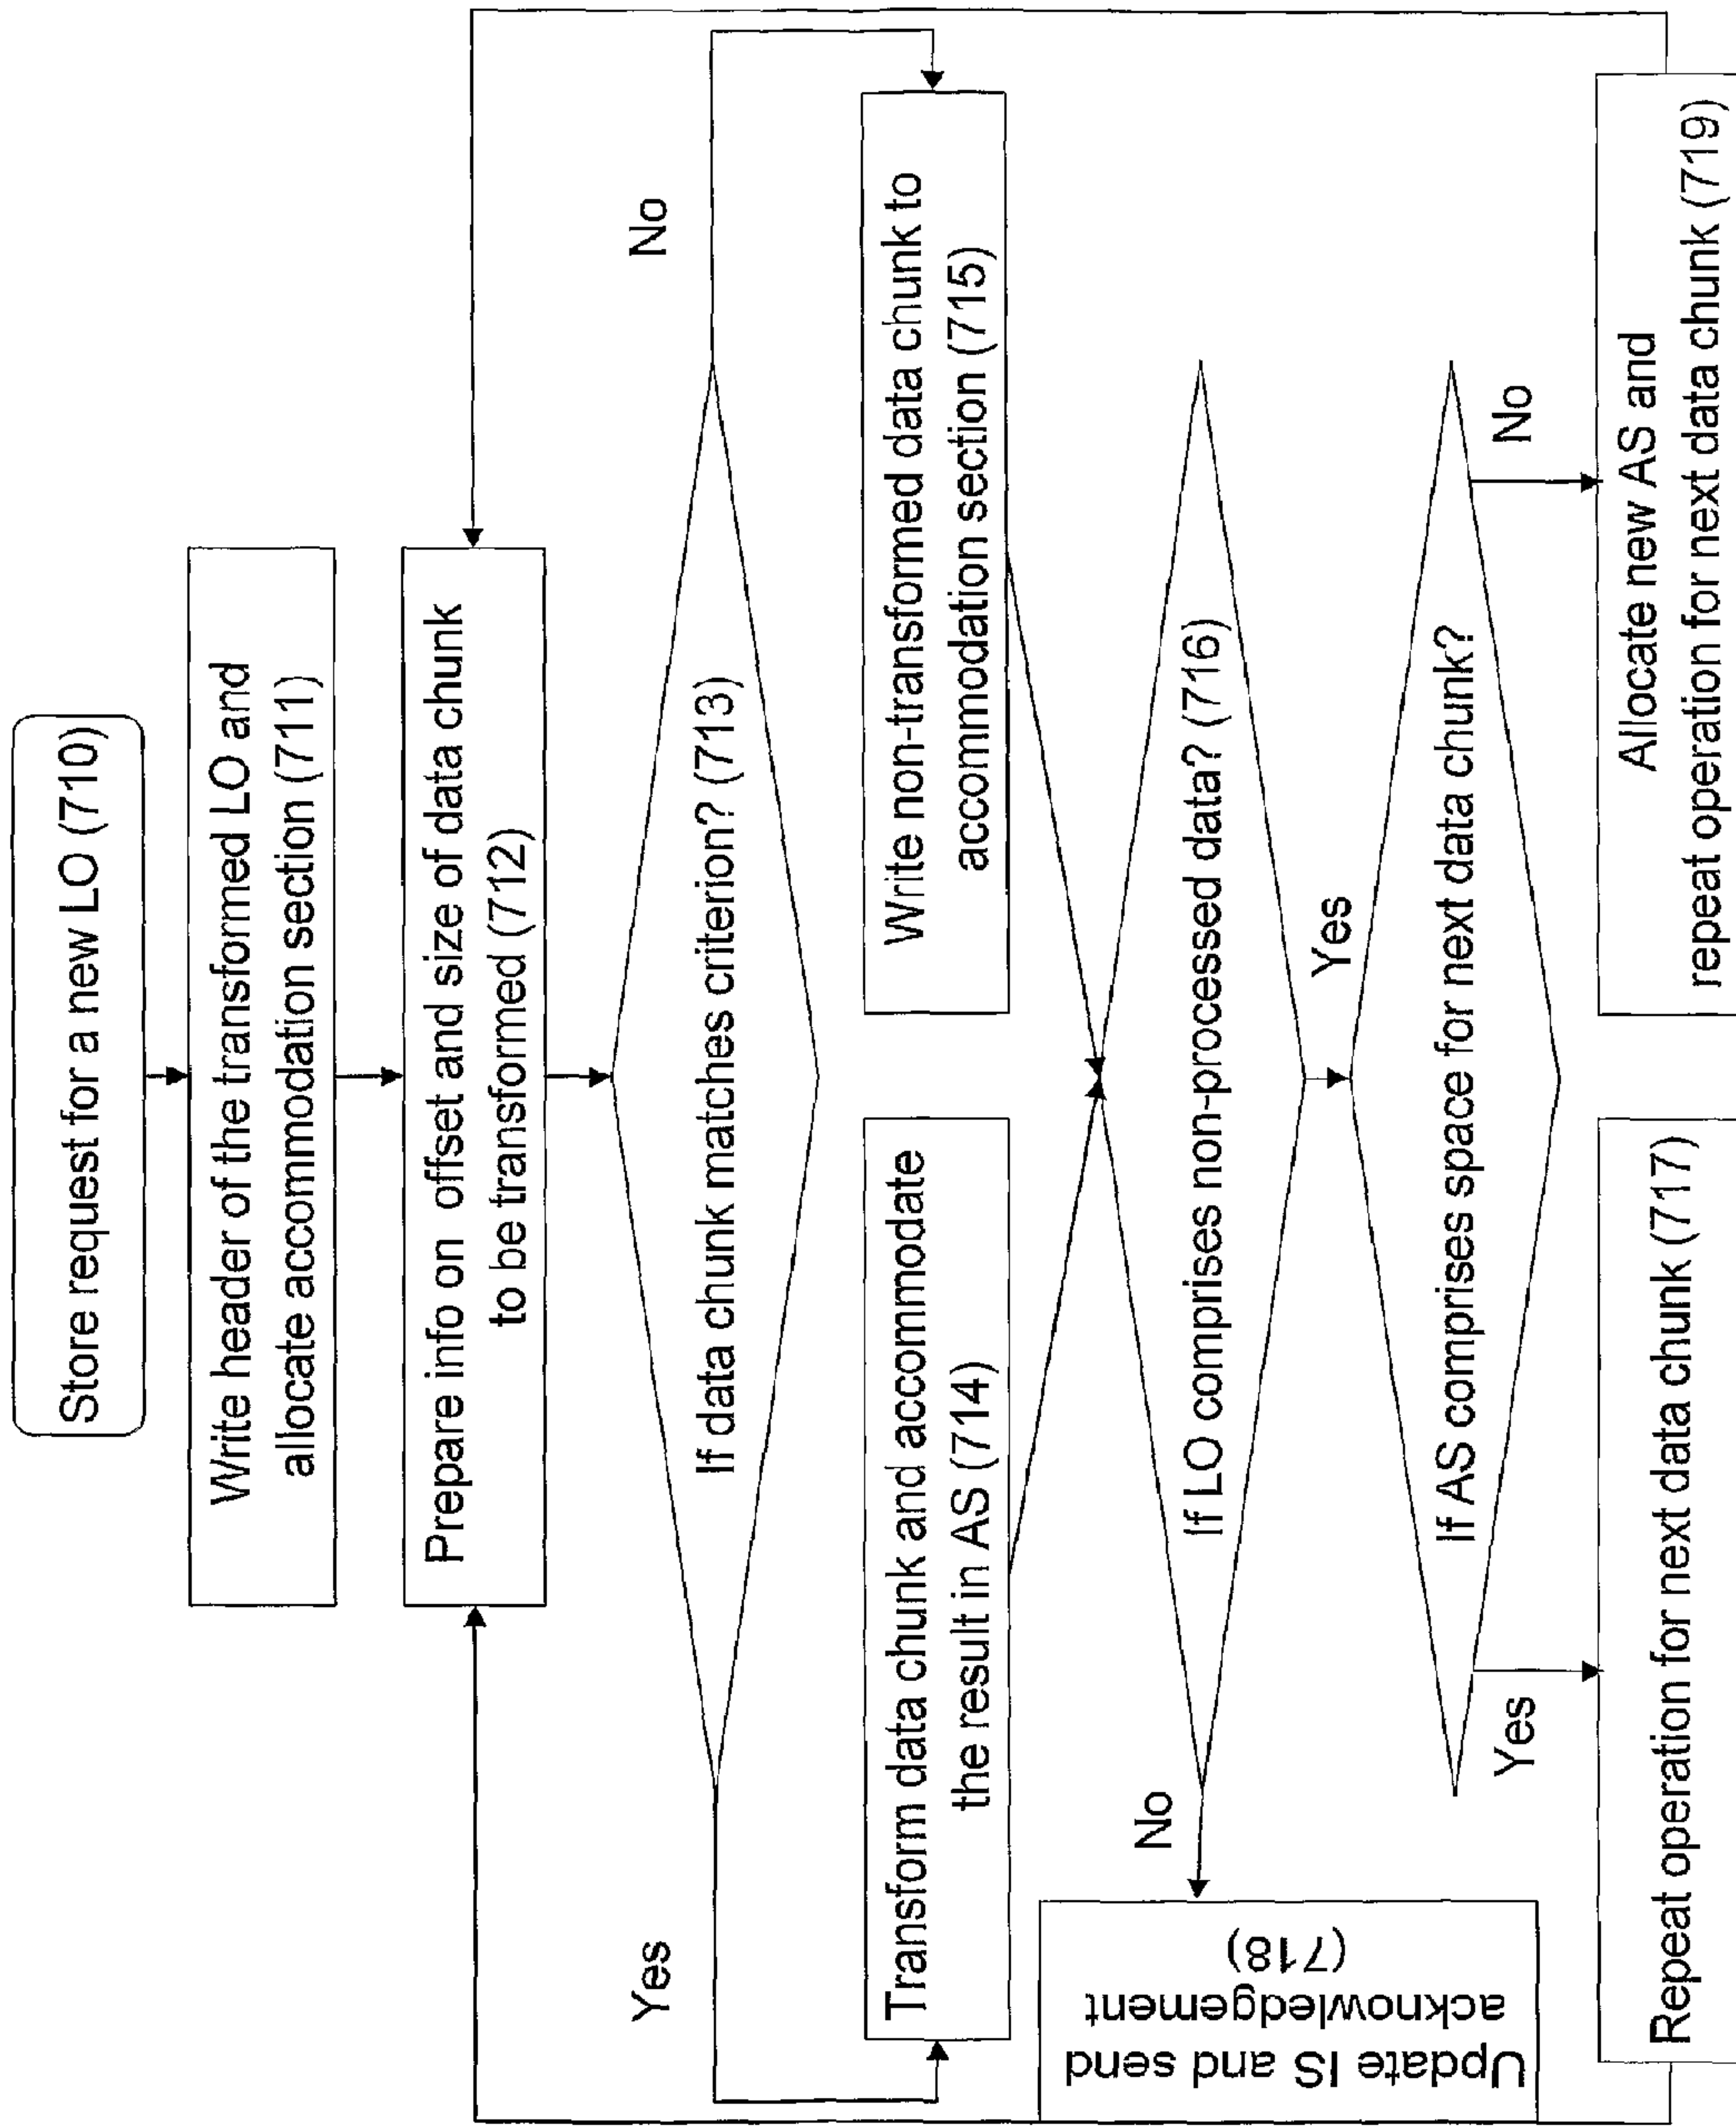 Store request for a new LO (710)
Write header of the transformed LO and
allocate accommodation section (711)
Prepare info on offset and size of data chunk
to be transformed (712)
If data chunk matches criterion? (713)
Yes
No
Transform data chunk and accommodate
the result in AS (714)
Write non-transformed data chunk to
accommodation section (715)
If LO comprises non-processed data? (716)
No
Yes
Update IS and send
acknowledgement
(718)
If AS comprises space for next data chunk?
Yes
No
Repeat operation for next data chunk (717)
Allocate new AS and
repeat operation for next data chunk (719)